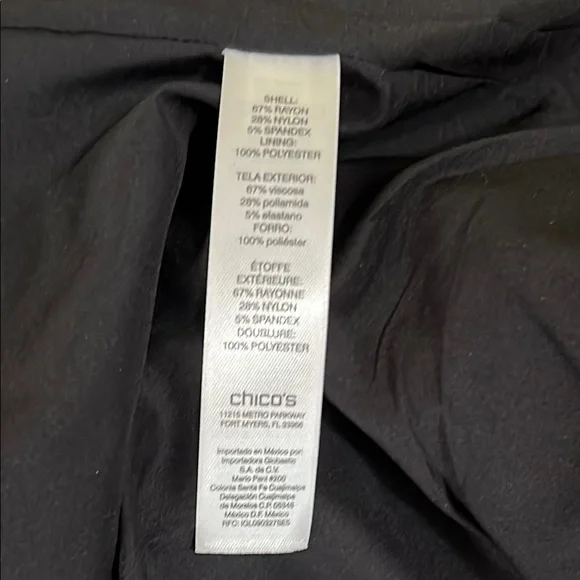 SHELL:
67% RAYON
28% NYLON
5% SPANDEX
LINING:
100% POLYESTER
TELA EXTERIOR:
67% viscosa
28% poliamida
5% elastano
FORRO:
100% poliéster
ÉTOFFE
EXTÉRIEURE:
67% RAYONNE
28% NYLON
5% SPANDEX
DOUBLURE:
100% POLYESTER
chico's
11215 METRO PARKWAY
FORT MYERS, FL 33966
Importado en México por:
Importadora Globastic
S.A. de C.V.
Mario Pani #200
Colonia Santa Fe Cuajimalpa
Delegación Cuajimalpa
de Morelos C.P. 05348
México D.F. México
RFC: IGL090327SE5